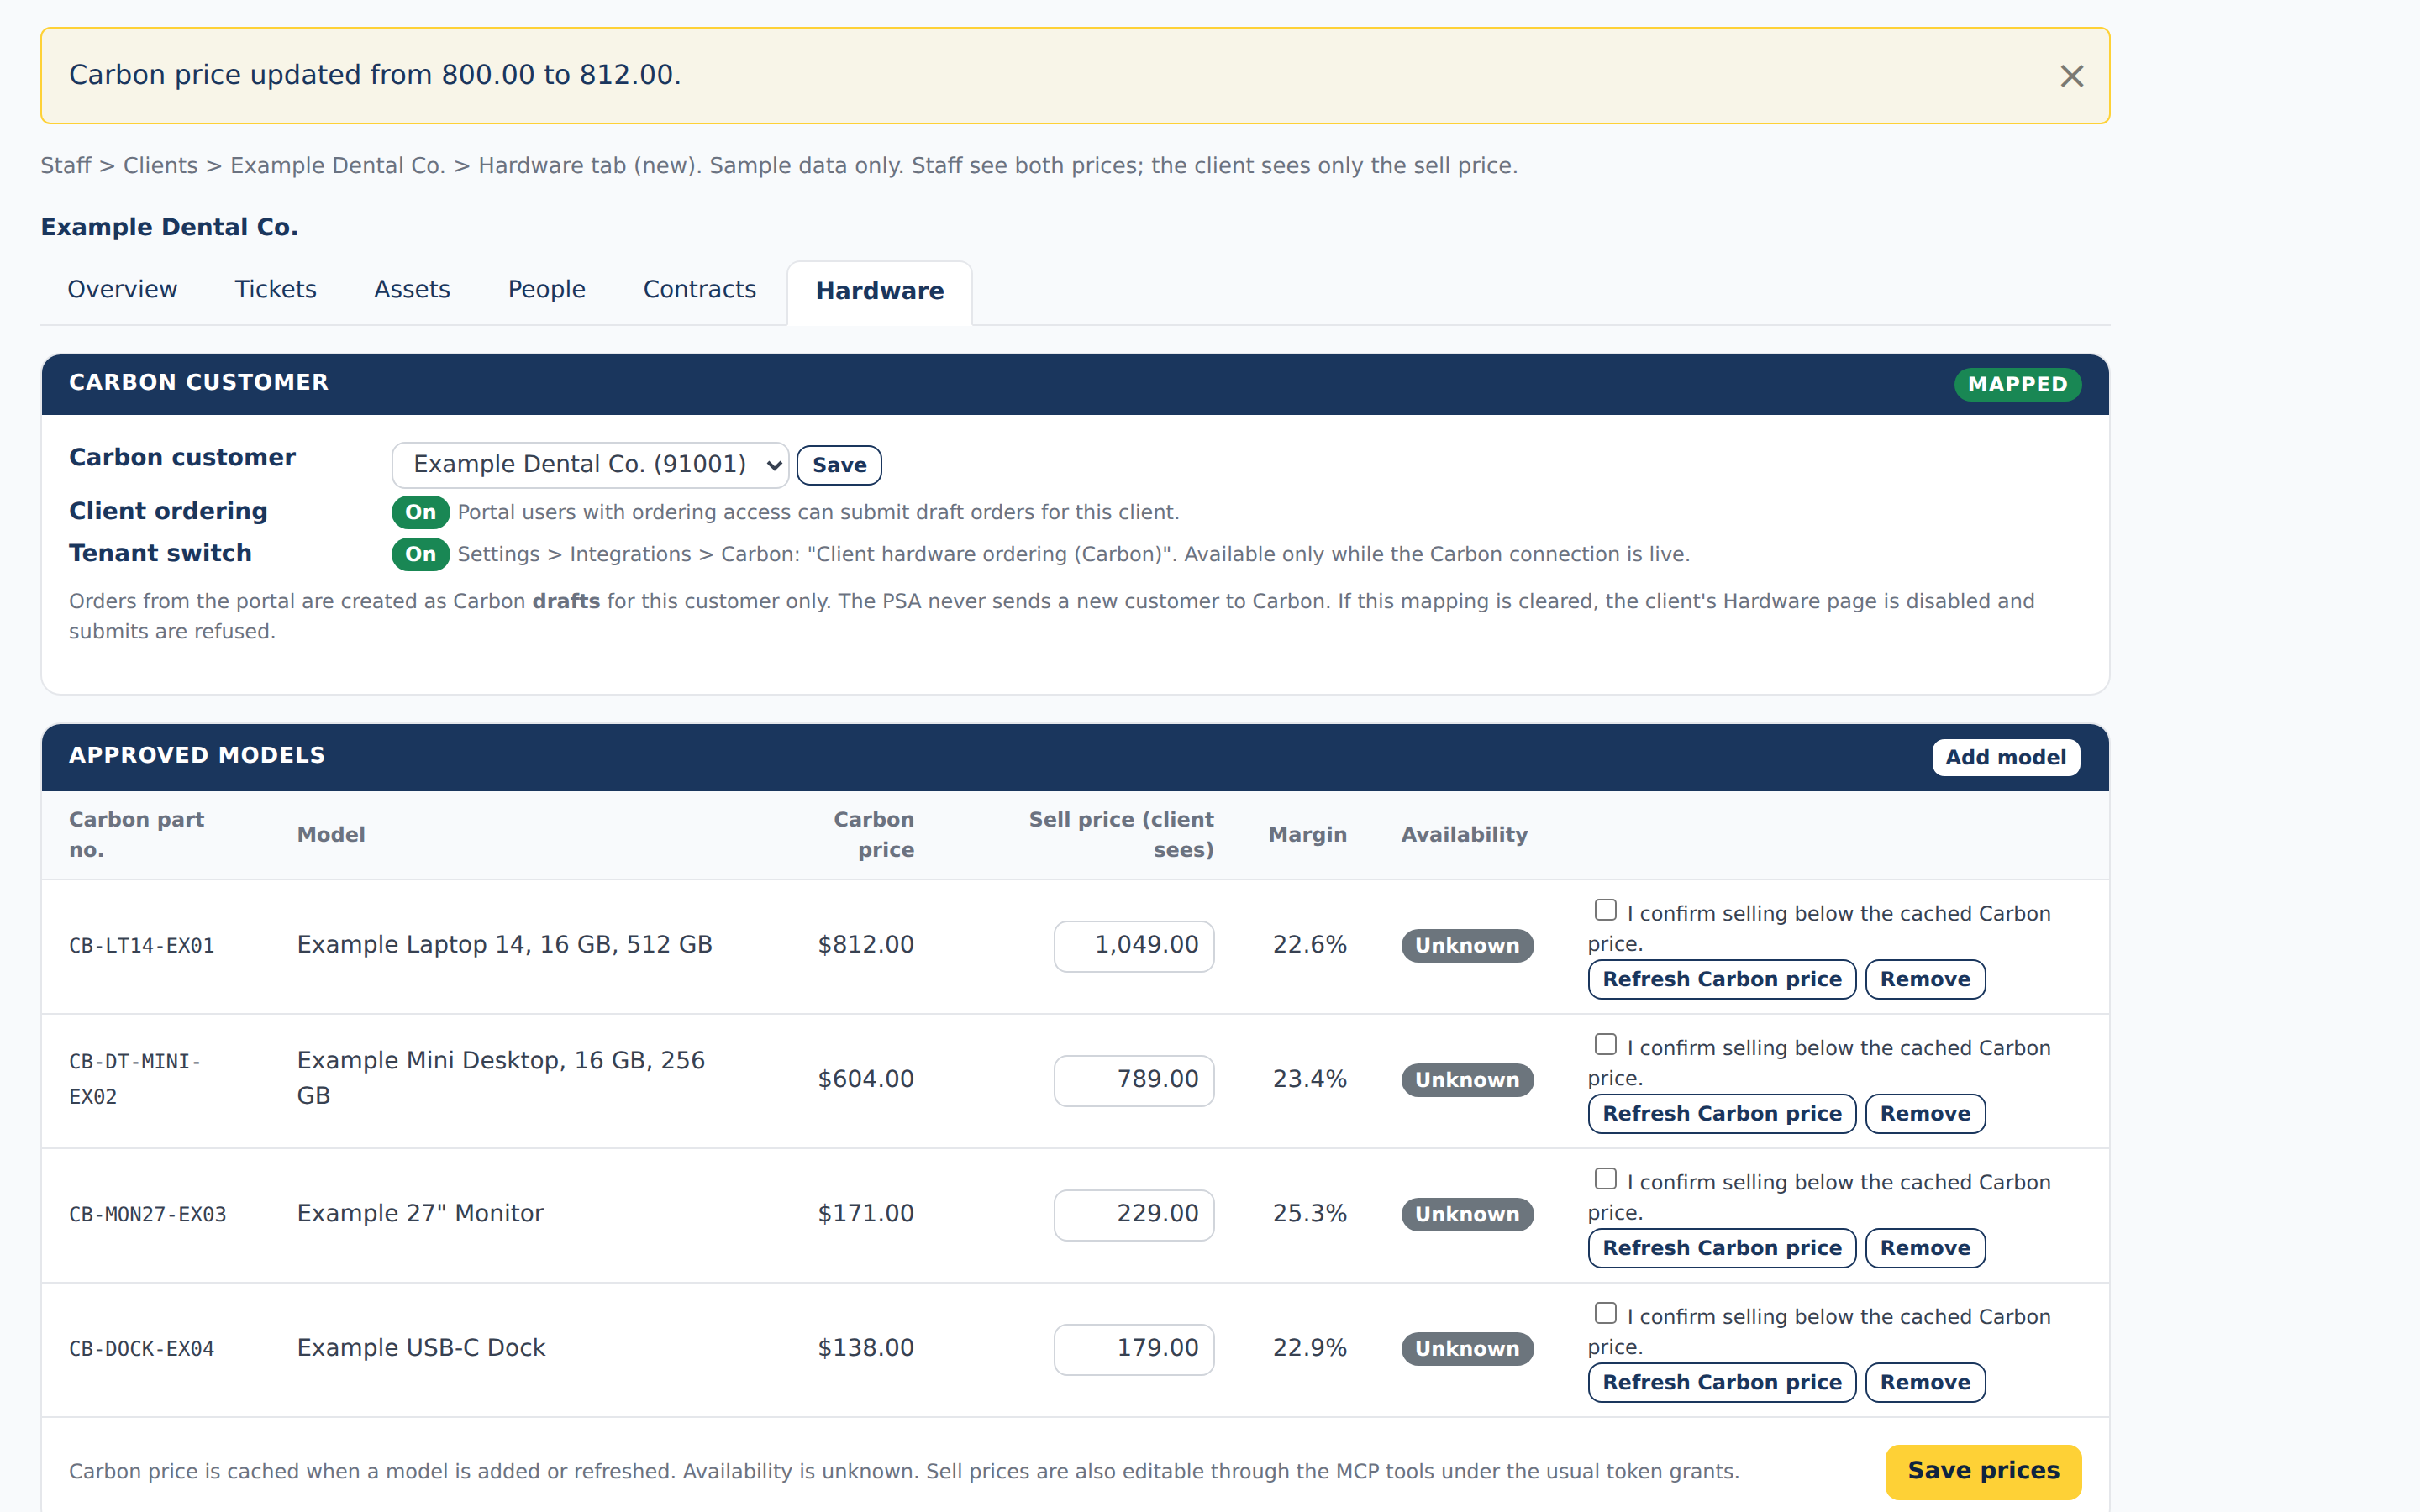 Carbon price updated from 800.00 to 812.00.
Staff > Clients > Example Dental Co. > Hardware tab (new). Sample data only. Staff see both prices; the client sees only the sell price.
Example Dental Co.
Overview Tickets Assets People Contracts Hardware
CARBON CUSTOMER MAPPED
Carbon customer Example Dental Co. (91001) Save
Client ordering On Portal users with ordering access can submit draft orders for this client.
Tenant switch On Settings > Integrations > Carbon: "Client hardware ordering (Carbon)". Available only while the Carbon connection is live.
Orders from the portal are created as Carbon drafts for this customer only. The PSA never sends a new customer to Carbon. If this mapping is cleared, the client's Hardware page is disabled and
submits are refused.
APPROVED MODELS Add model
Carbon part
no.
Model
Carbon
price
Sell price (client
sees)
Margin
Availability
CB-LT14-EX01 Example Laptop 14, 16 GB, 512 GB $812.00 1,049.00 22.6% Unknown
I confirm selling below the cached Carbon
price.
Refresh Carbon price Remove
CB-DT-MINI-
EX02
Example Mini Desktop, 16 GB, 256
GB
$604.00 789.00 23.4% Unknown
I confirm selling below the cached Carbon
price.
Refresh Carbon price Remove
CB-MON27-EX03 Example 27" Monitor $171.00 229.00 25.3% Unknown
I confirm selling below the cached Carbon
price.
Refresh Carbon price Remove
CB-DOCK-EX04 Example USB-C Dock $138.00 179.00 22.9% Unknown
I confirm selling below the cached Carbon
price.
Refresh Carbon price Remove
Carbon price is cached when a model is added or refreshed. Availability is unknown. Sell prices are also editable through the MCP tools under the usual token grants. Save prices